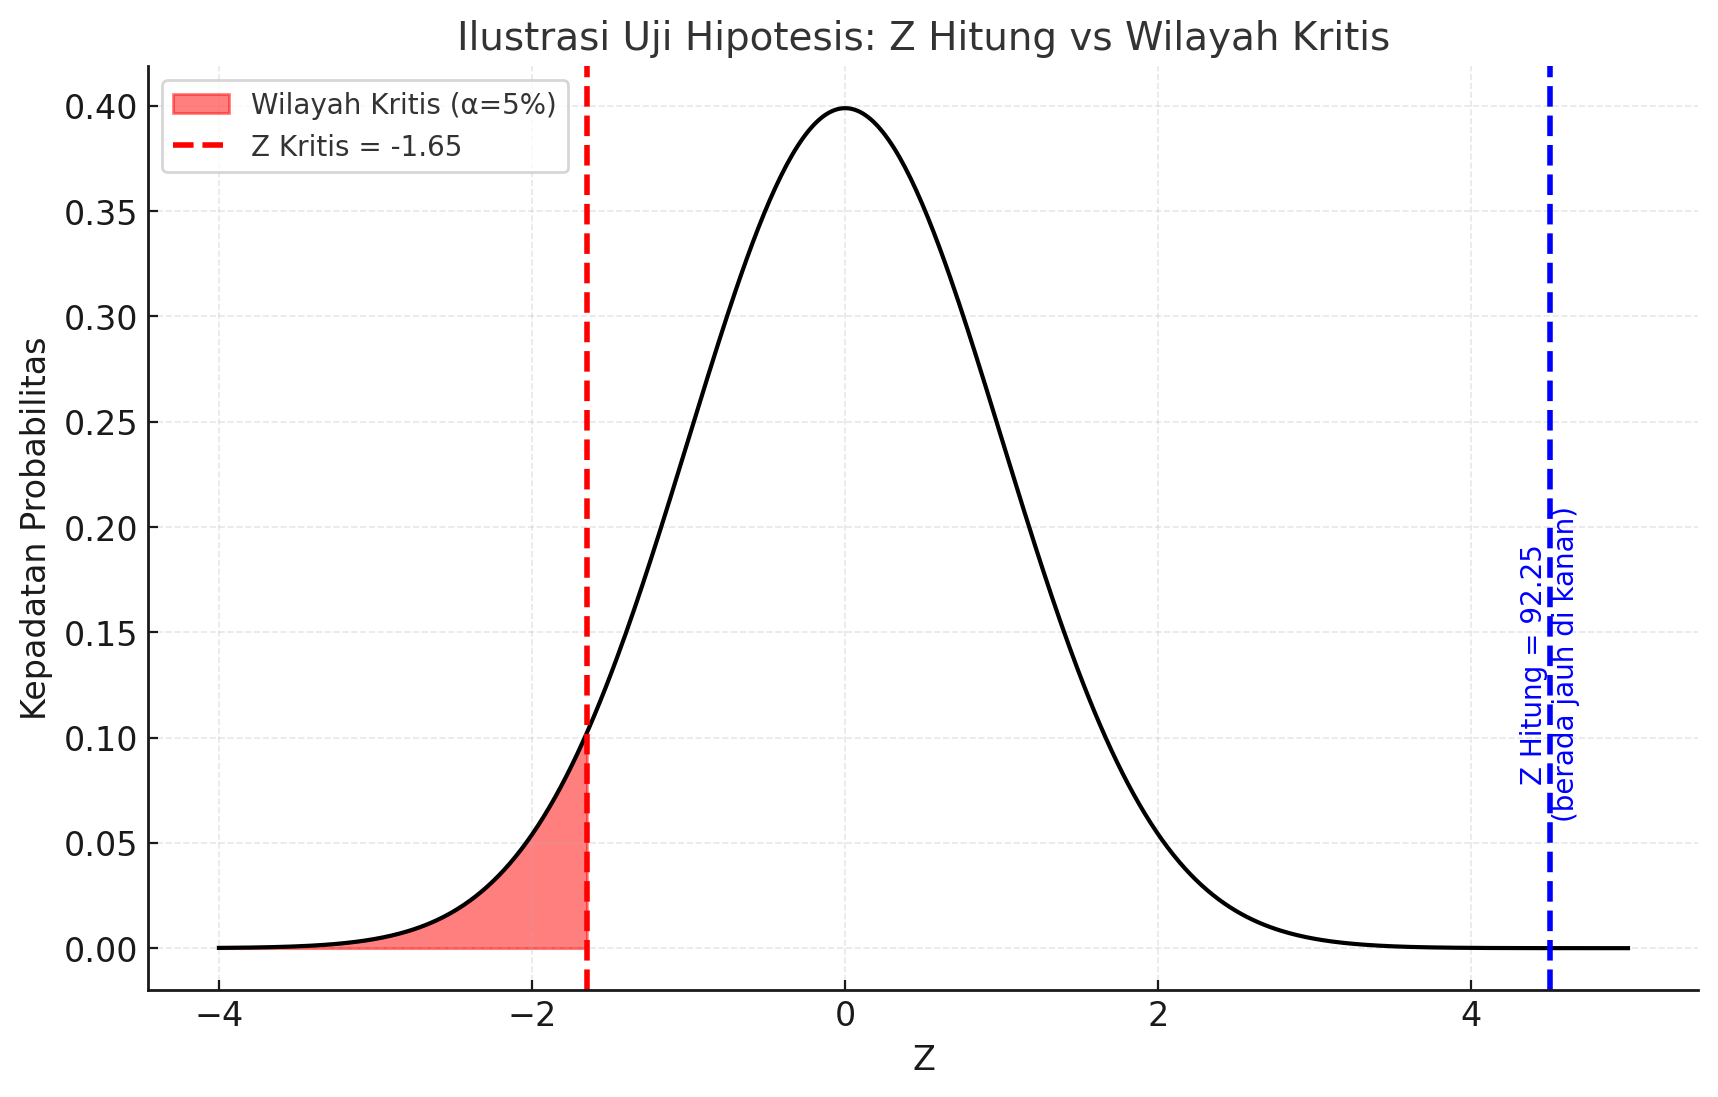 Ilustrasi Uji Hipotesis: Z Hitung vs Wilayah Kritis
Wilayah Kritis (α=5%)
Z Kritis = -1.65
Kepadatan Probabilitas
0.40
0.35
0.30
0.25
0.20
0.15
0.10
0.05
0.00
Z Hitung = 92.25
(berada jauh di kanan)
−4
−2
0
2
4
Z